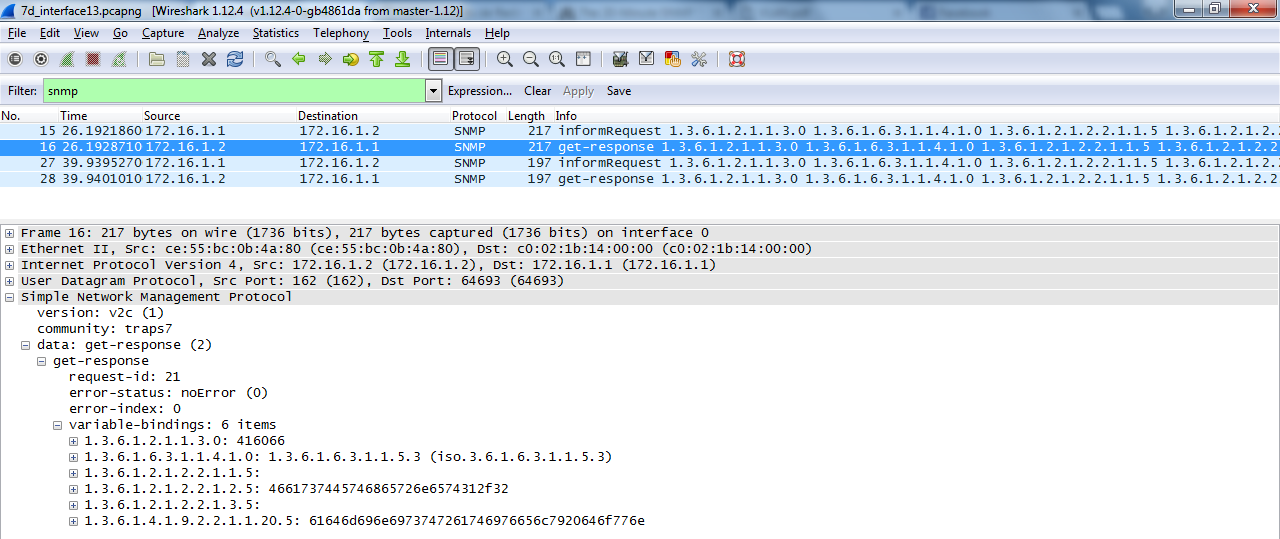 7d_interface13.pcapng [Wireshark 1.12.4 (v1.12.4-0-gb4861da from master-1.12)]
File Edit View Go Capture Analyze Statistics Telephony Tools Internals Help
Filter: snmp Expression... Clear Apply Save
No. Time Source Destination Protocol Length Info
15 26.1921860 172.16.1.1 172.16.1.2 SNMP 217 informRequest 1.3.6.1.2.1.1.3.0 1.3.6.1.6.3.1.1.4.1.0 1.3.6.1.2.1.2.2.1.1.5 1.3.6.1.2.1.2.2
16 26.1928710 172.16.1.2 172.16.1.1 SNMP 217 get-response 1.3.6.1.2.1.1.3.0 1.3.6.1.6.3.1.1.4.1.0 1.3.6.1.2.1.2.2.1.1.5 1.3.6.1.2.1.2.2
27 39.9395270 172.16.1.1 172.16.1.2 SNMP 197 informRequest 1.3.6.1.2.1.1.3.0 1.3.6.1.6.3.1.1.4.1.0 1.3.6.1.2.1.2.2.1.1.5 1.3.6.1.2.1.2.2
28 39.9401010 172.16.1.2 172.16.1.1 SNMP 197 get-response 1.3.6.1.2.1.1.3.0 1.3.6.1.6.3.1.1.4.1.0 1.3.6.1.2.1.2.2.1.1.5 1.3.6.1.2.1.2.2
Frame 16: 217 bytes on wire (1736 bits), 217 bytes captured (1736 bits) on interface 0
Ethernet II, Src: ce:55:bc:0b:4a:80 (ce:55:bc:0b:4a:80), Dst: c0:02:1b:14:00:00 (c0:02:1b:14:00:00)
Internet Protocol Version 4, Src: 172.16.1.2 (172.16.1.2), Dst: 172.16.1.1 (172.16.1.1)
User Datagram Protocol, Src Port: 162 (162), Dst Port: 64693 (64693)
Simple Network Management Protocol
version: v2c (1)
community: traps7
data: get-response (2)
get-response
request-id: 21
error-status: noError (0)
error-index: 0
variable-bindings: 6 items
1.3.6.1.2.1.1.3.0: 416066
1.3.6.1.6.3.1.1.4.1.0: 1.3.6.1.6.3.1.1.5.3 (iso.3.6.1.6.3.1.1.5.3)
1.3.6.1.2.1.2.2.1.1.5:
1.3.6.1.2.1.2.2.1.2.5: 4661737445746865726e6574312f32
1.3.6.1.2.1.2.2.1.3.5:
1.3.6.1.4.1.9.2.2.1.1.20.5: 61646d696e6973747261746976656c7920646f776e